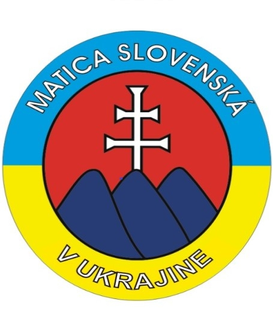 MATICA SLOVENSKÁ
V UKRAJINE